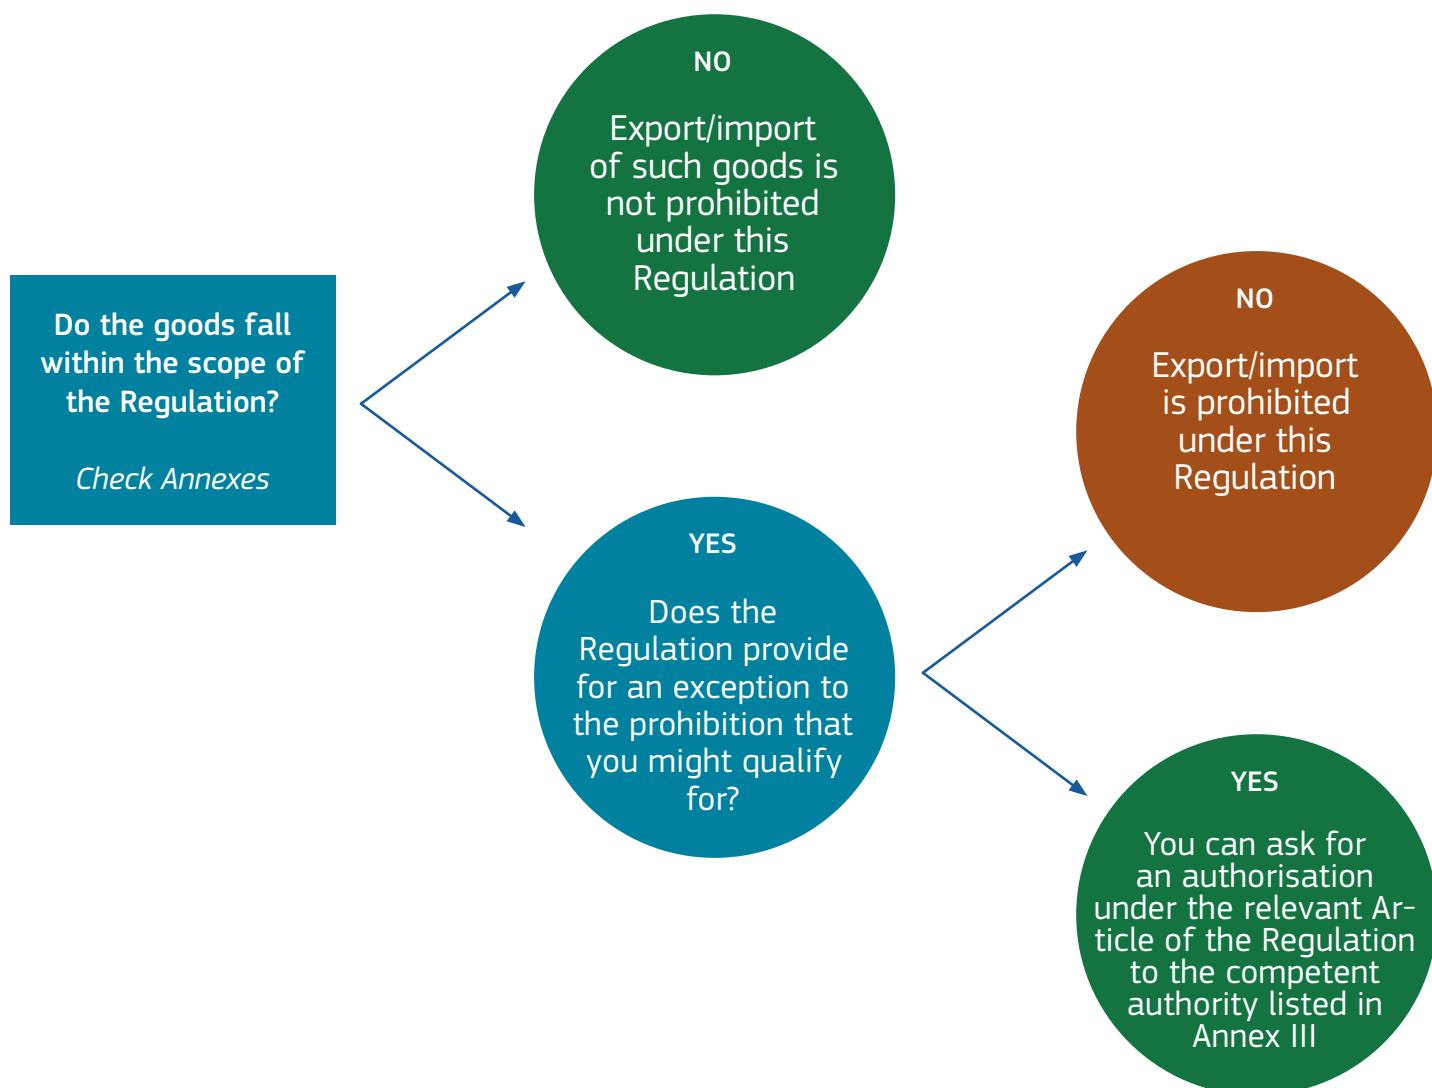 Do the goods fall
within the scope of
the Regulation?
Check Annexes
NO
Export/import
of such goods is
not prohibited
under this
Regulation
YES
Does the
Regulation provide
for an exception to
the prohibition that
you might qualify
for?
NO
Export/import
is prohibited
under this
Regulation
YES
You can ask for
an authorisation
under the relevant Ar-
ticle of the Regulation
to the competent
authority listed in
Annex III